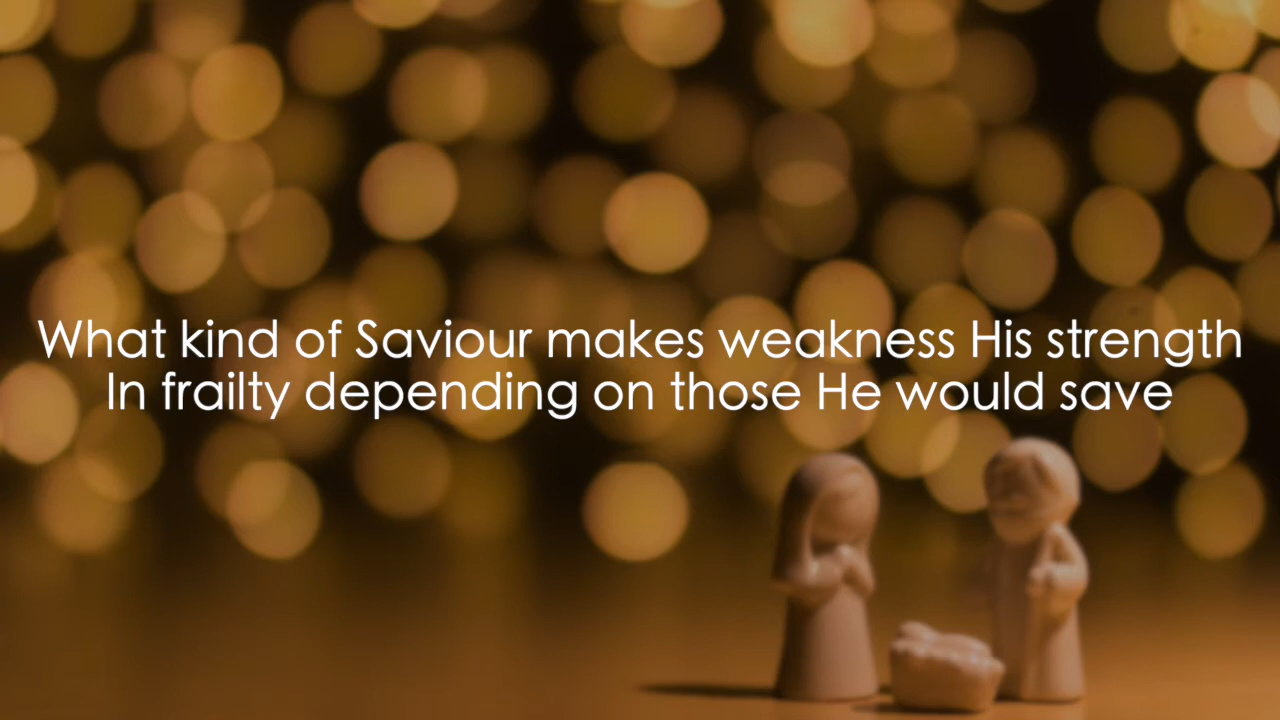 What kind of Saviour makes weakness His strength
In frailty depending on those He would save